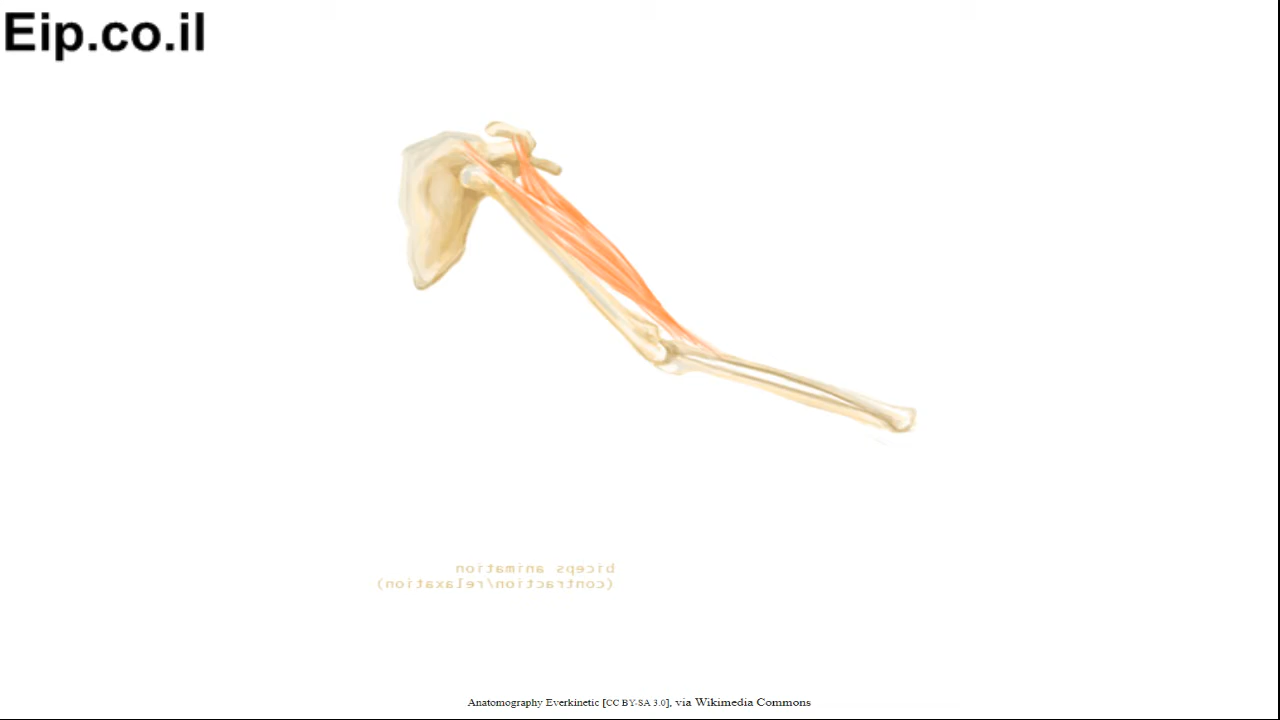 Eip.co.il
biceps animation
(contraction/relaxation)
Anatomography Everkinetic [CC BY-SA 3.0], via Wikimedia Commons